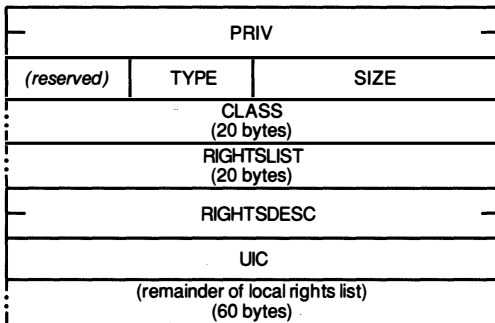 PRIV
(reserved) TYPE SIZE
CLASS
(20 bytes)
RIGHTSLIST
(20 bytes)
RIGHTSDESC
UIC
(remainder of local rights list)
(60 bytes)